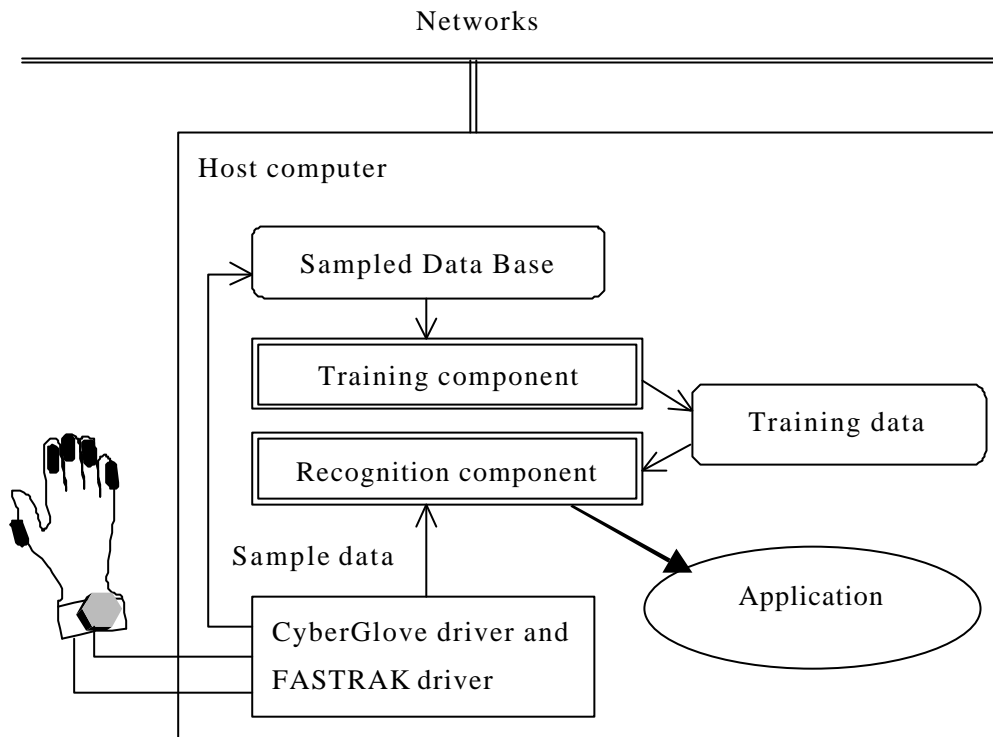 Networks
Host computer
Sampled Data Base
Training component
Training data
Recognition component
Sample data
Application
CyberGlove driver and
FASTRAK driver